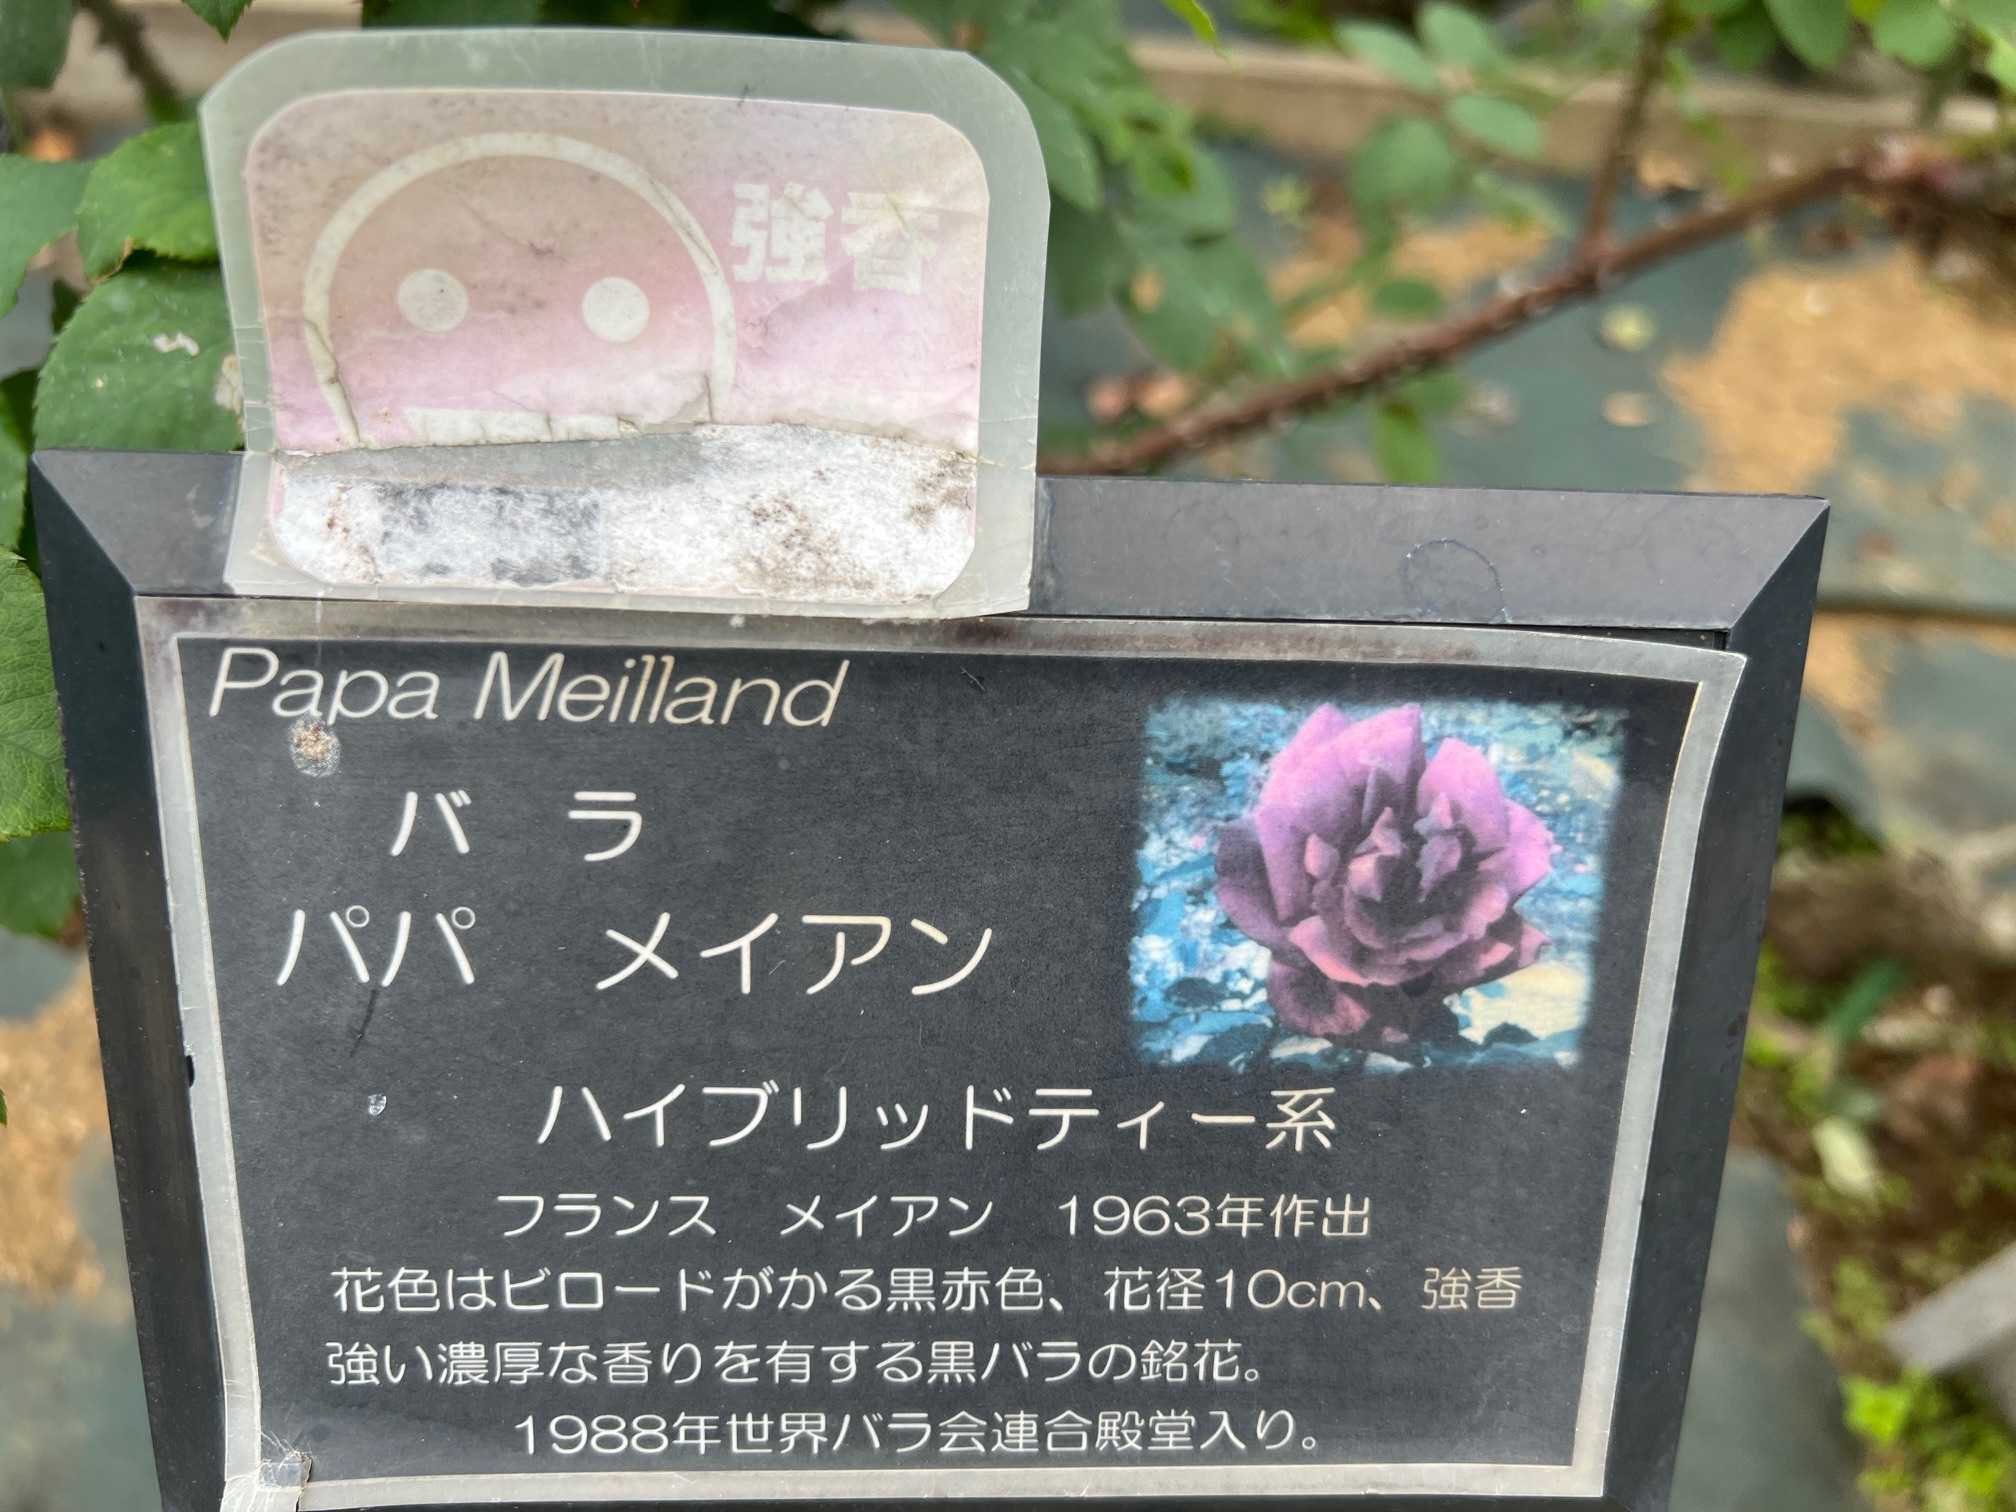 強香
Papa Meilland
バラ
パパ　メイアン
ハイブリッドティー系
フランス　メイアン　1963年作出
花色はビロードがかる黒赤色、花径10cm、強香
強い濃厚な香りを有する黒バラの銘花。
1988年世界バラ会連合殿堂入り。